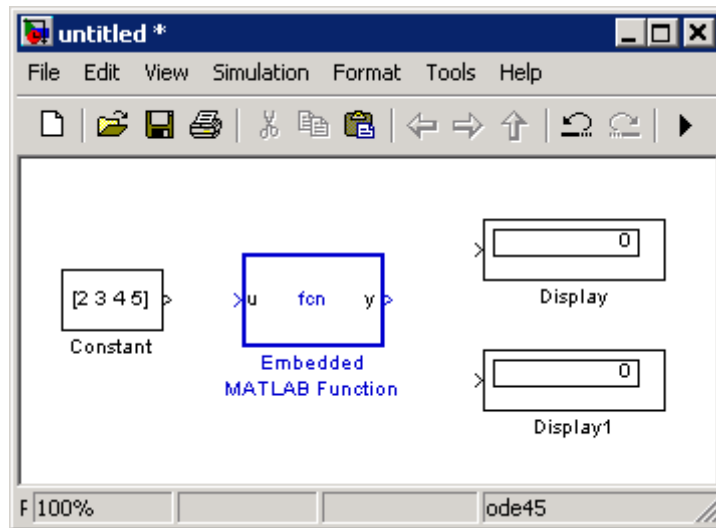 untitled *
File Edit View Simulation Format Tools Help
0
[2 3 4 5] u fcn y
Display
Constant
Embedded
MATLAB Function
0
Display1
F 100% ode45